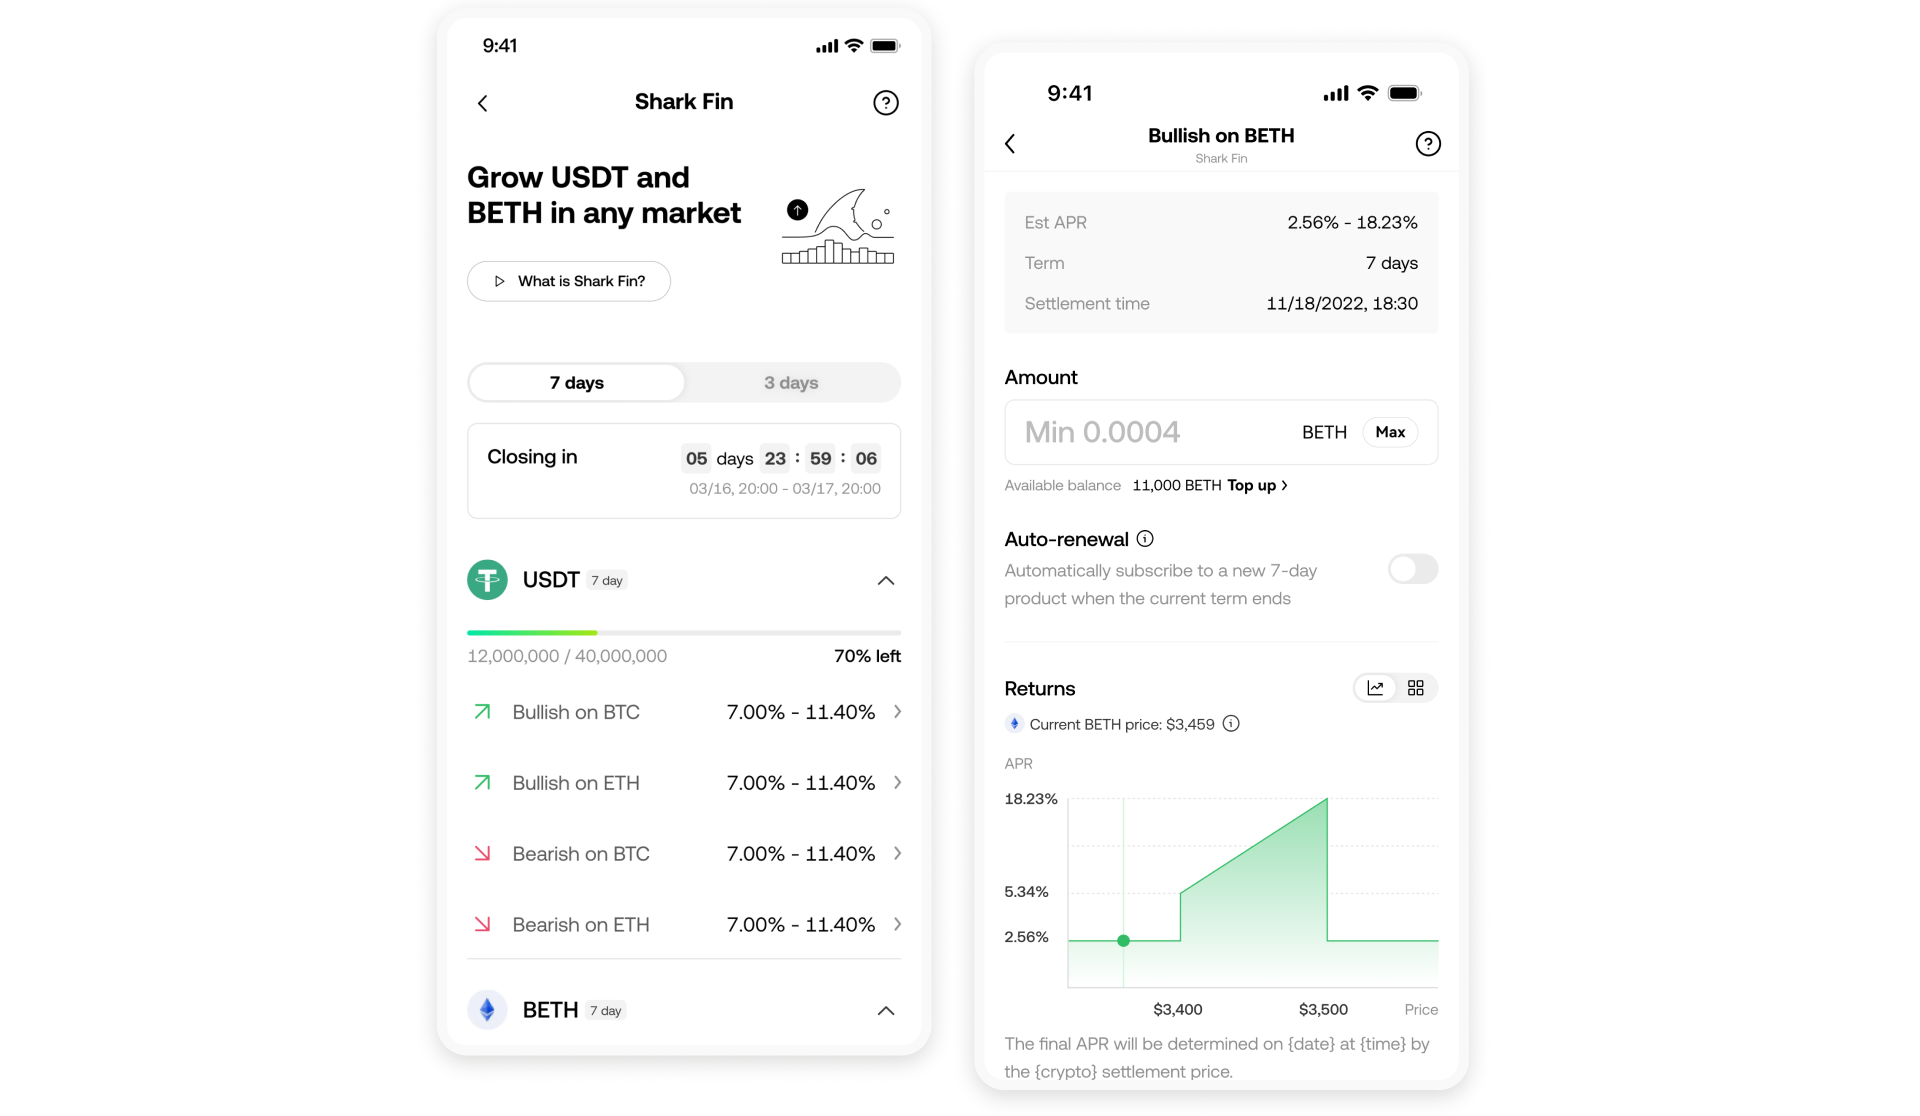 9:41
Shark Fin
Grow USDT and
BETH in any market
What is Shark Fin?
7 days 3 days
Closing in 05 days 23 : 59 : 06
03/16, 20:00 - 03/17, 20:00
USDT 7 day
12,000,000 / 40,000,000 70% left
Bullish on BTC 7.00% - 11.40%
Bullish on ETH 7.00% - 11.40%
Bearish on BTC 7.00% - 11.40%
Bearish on ETH 7.00% - 11.40%
BETH 7 day
9:41
Bullish on BETH
Shark Fin
Est APR 2.56% - 18.23%
Term 7 days
Settlement time 11/18/2022, 18:30
Amount
Min 0.0004 BETH Max
Available balance 11,000 BETH Top up
Auto-renewal
Automatically subscribe to a new 7-day
product when the current term ends
Returns
Current BETH price: $3,459
APR
18.23%
5.34%
2.56%
$3,400 $3,500 Price
The final APR will be determined on {date} at {time} by
the {crypto} settlement price.